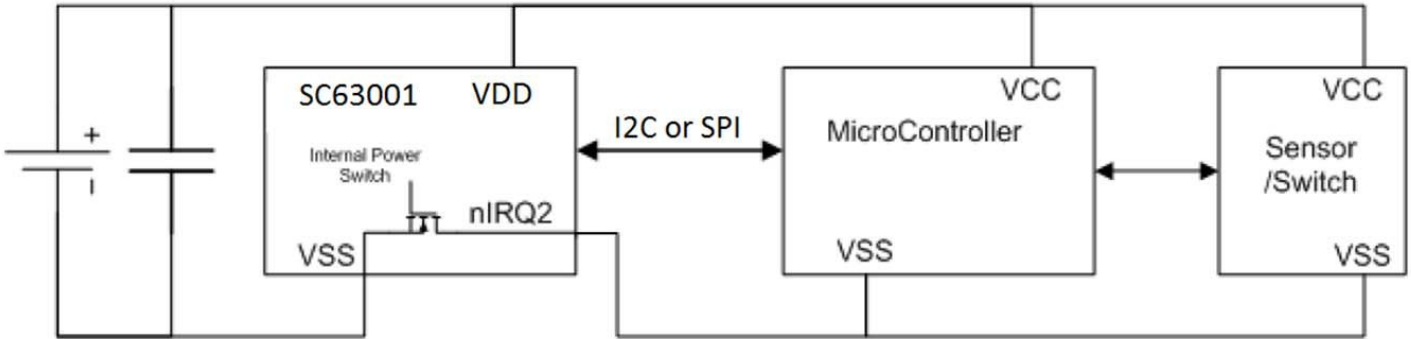 +
SC63001 VDD
Internal Power
Switch
nIRQ2
VSS
I2C or SPI
VCC
MicroController
VSS
VCC
Sensor
/Switch
VSS